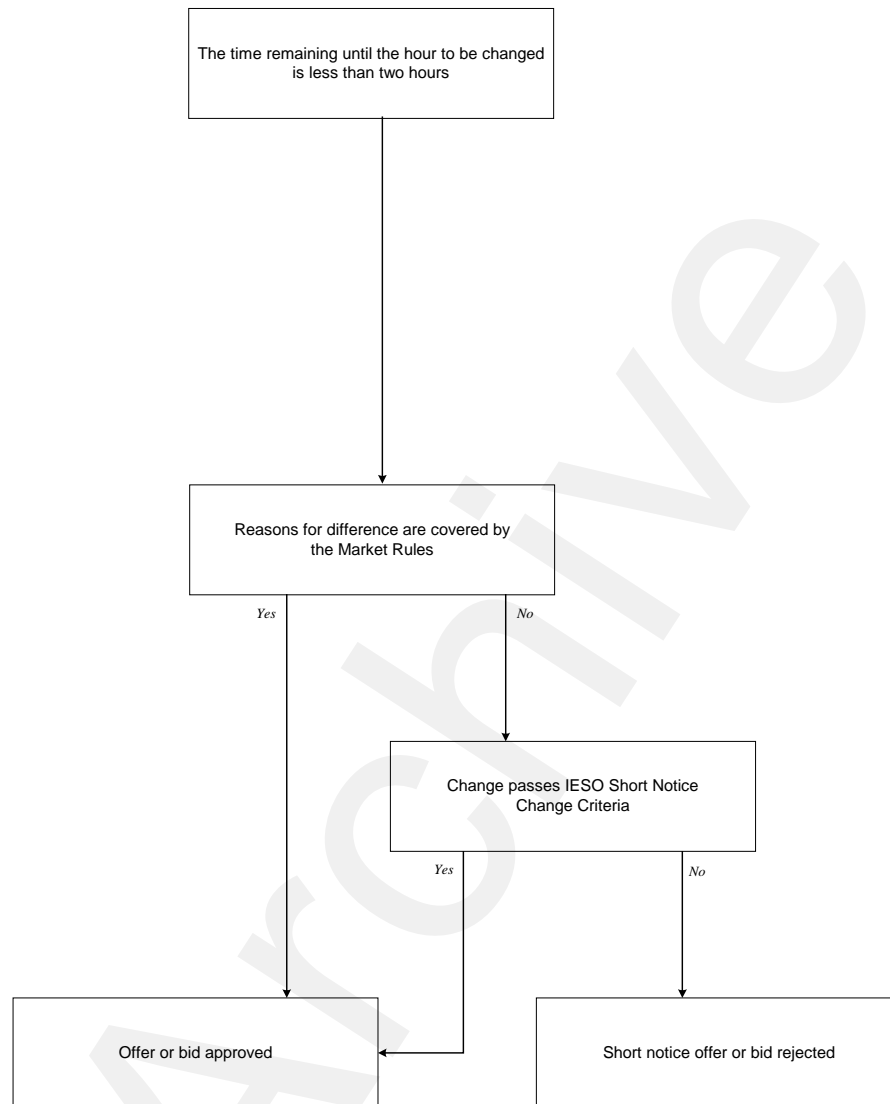 The time remaining until the hour to be changed
is less than two hours
Reasons for difference are covered by
the Market Rules
Yes
No
Change passes IESO Short Notice
Change Criteria
Yes
No
Offer or bid approved
Short notice offer or bid rejected
Archive